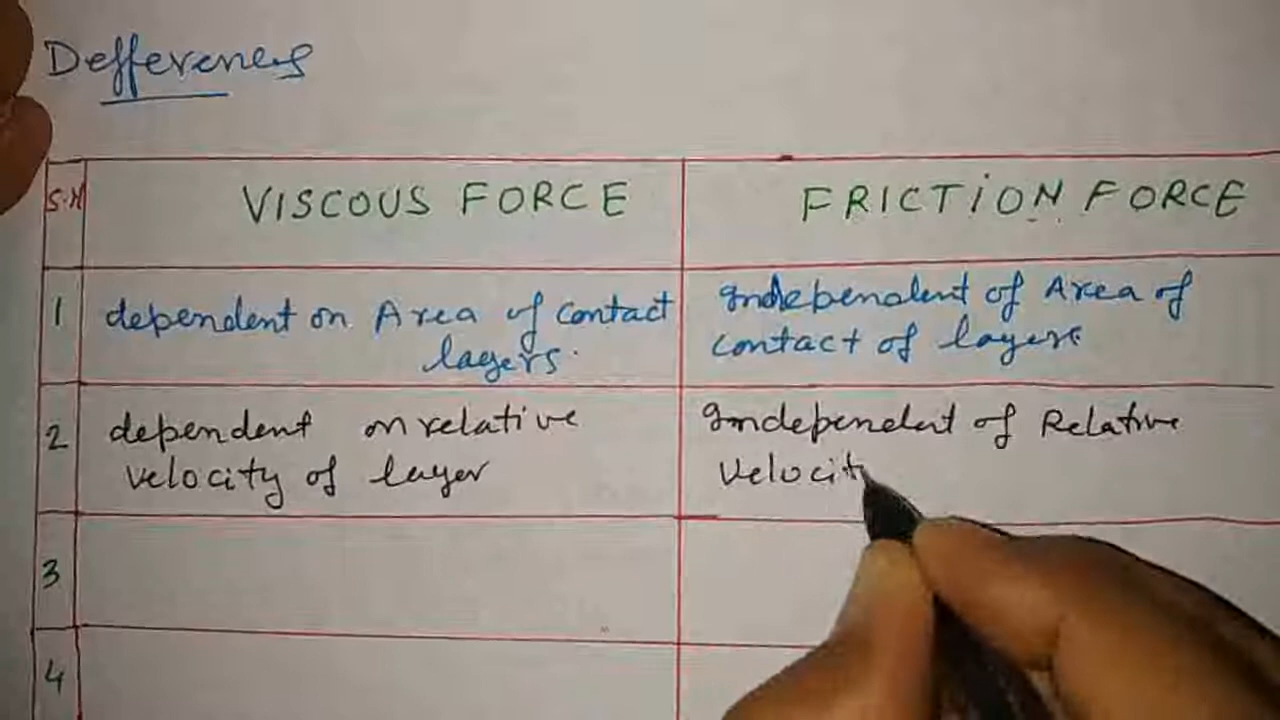 Defferences
S.N VISCOUS FORCE FRICTION FORCE
1 dependent on Area of contact layers.
Independent of Area of
contact of layers.
2 dependent on relative
velocity of layer
Independent of Relative
Velocit
3
4